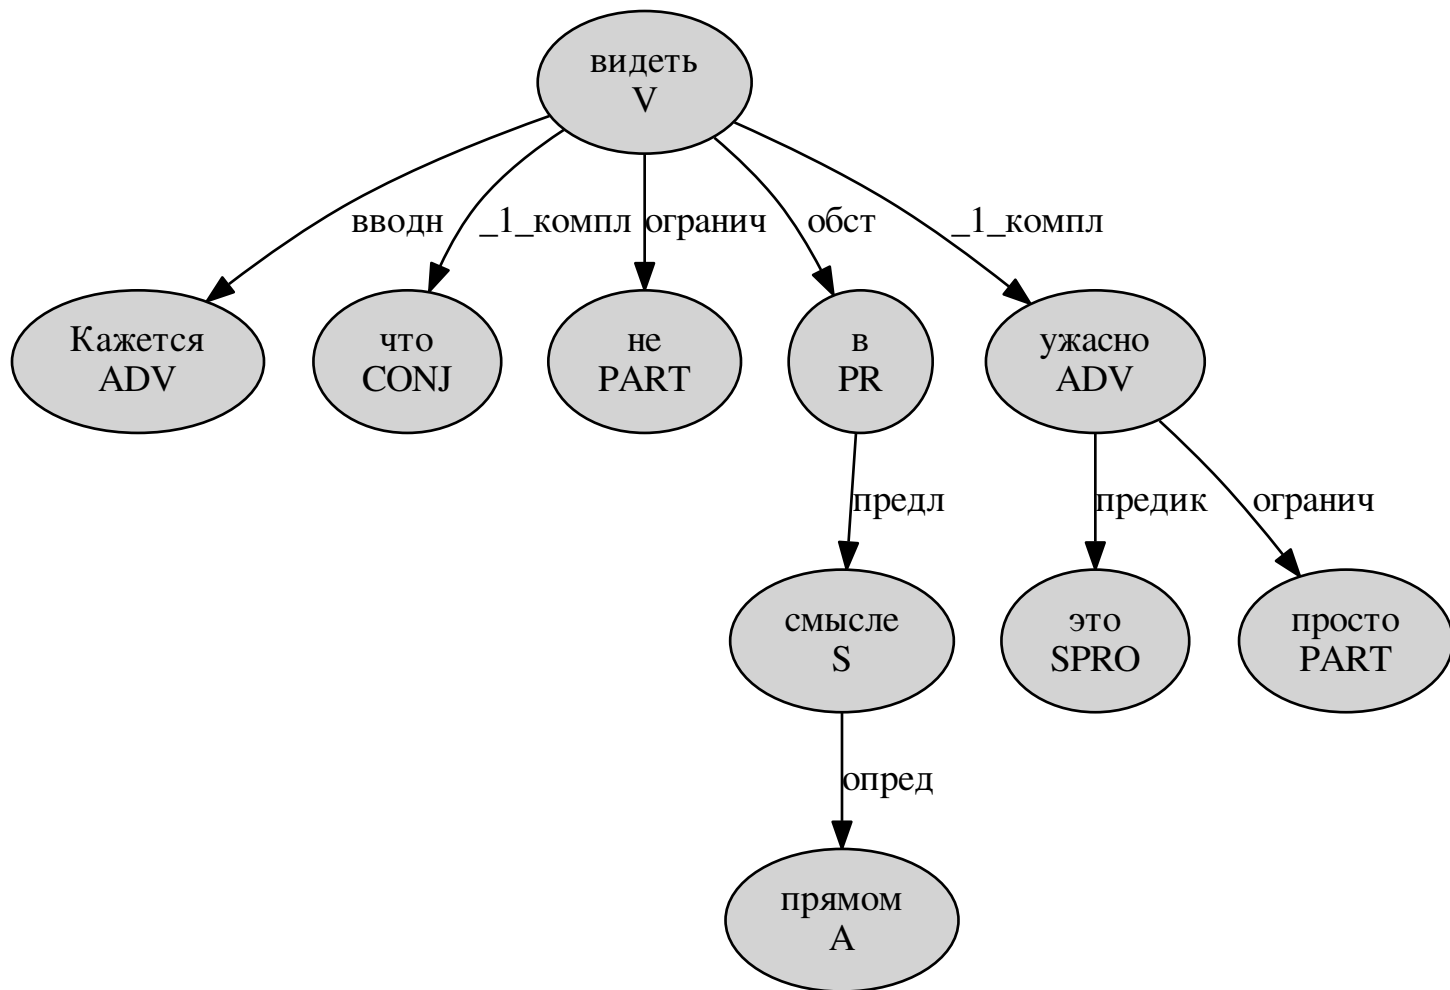 видеть
V
вводн
_1_компл
огранич
обст
_1_компл
Кажется
ADV
что
CONJ
не
PART
в
PR
ужасно
ADV
предл
предик
огранич
смысле
S
это
SPRO
просто
PART
опред
прямом
A